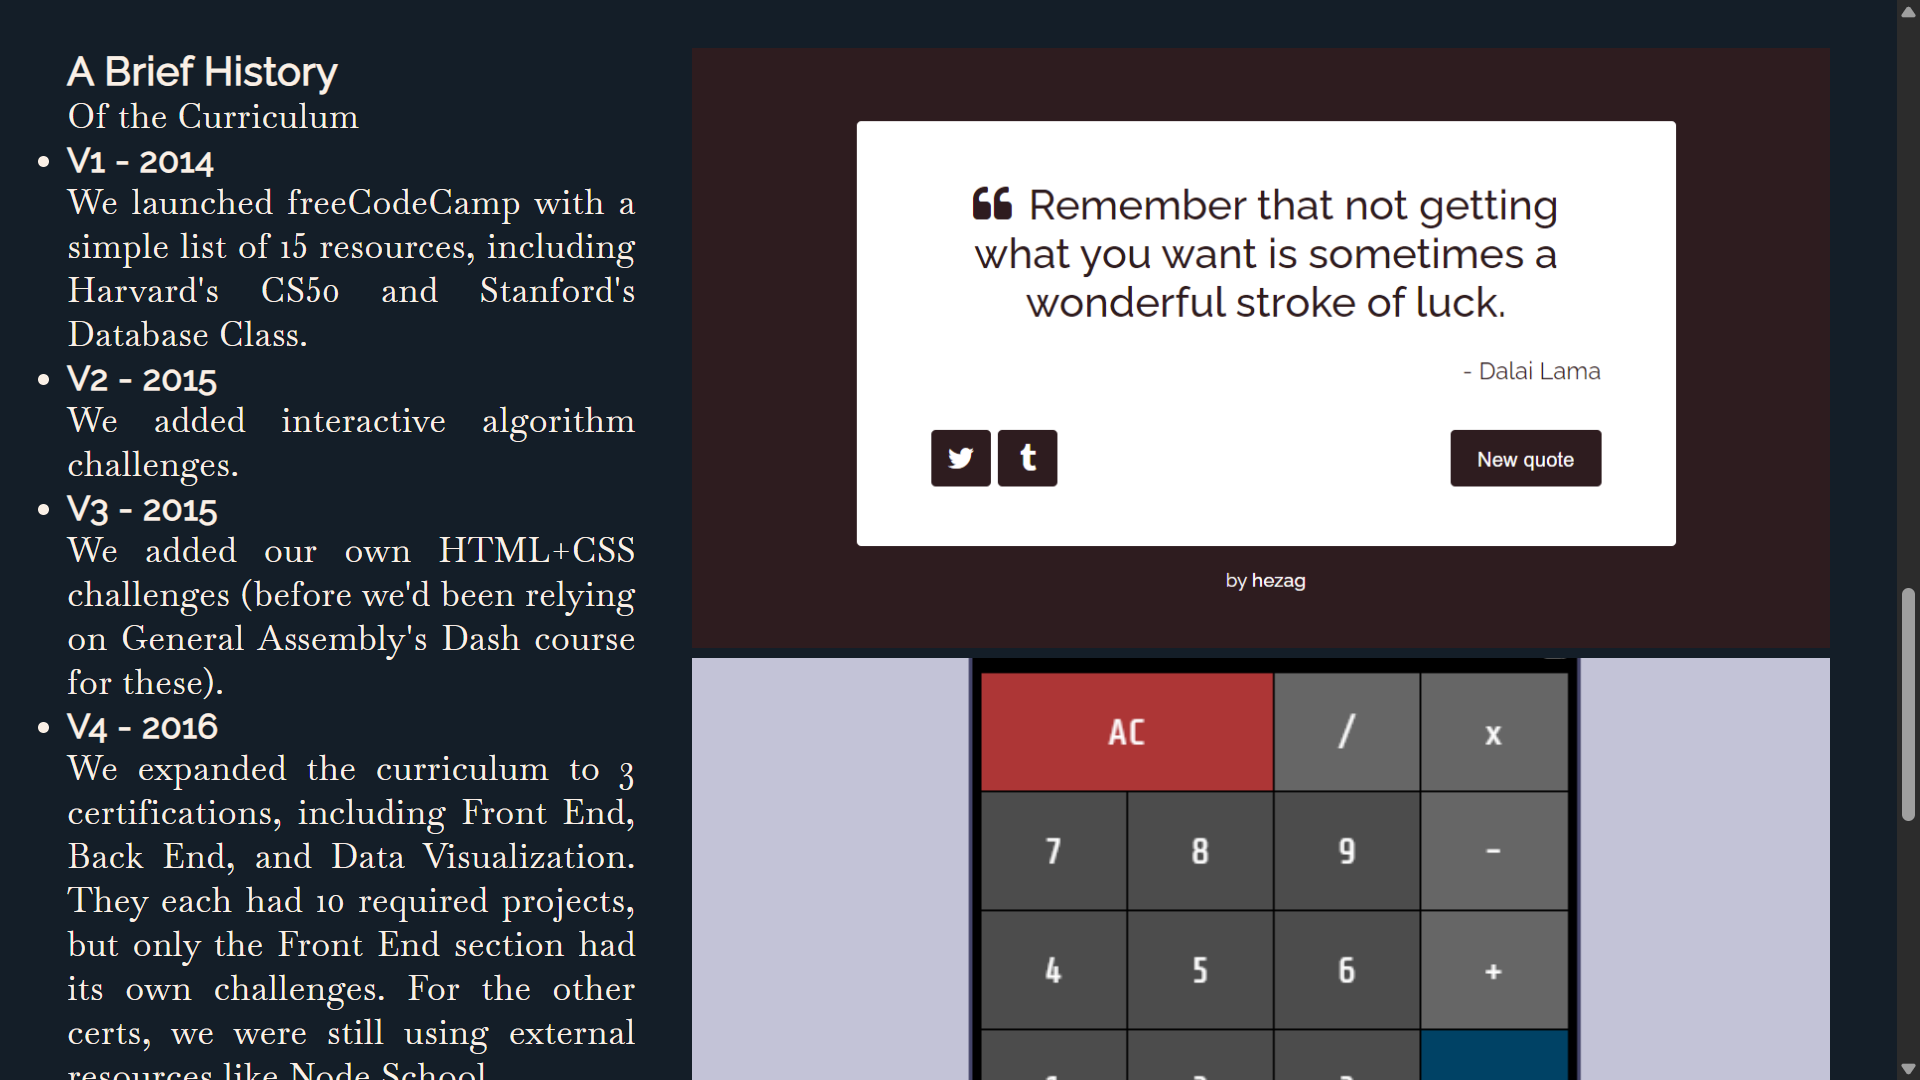 A Brief History
Of the Curriculum
V1 - 2014
We launched freeCodeCamp with a
simple list of 15 resources, including
Harvard's CS50 and Stanford's
Database Class.
V2 - 2015
We added interactive algorithm
challenges.
V3 - 2015
We added our own HTML+CSS
challenges (before we'd been relying
on General Assembly's Dash course
for these).
V4 - 2016
We expanded the curriculum to 3
certifications, including Front End,
Back End, and Data Visualization.
They each had 10 required projects,
but only the Front End section had
its own challenges. For the other
certs, we were still using external
resources like Node School.
Remember that not getting
what you want is sometimes a
wonderful stroke of luck.
- Dalai Lama
New quote
by hezag
AC / x
7 8 9 -
4 5 6 +